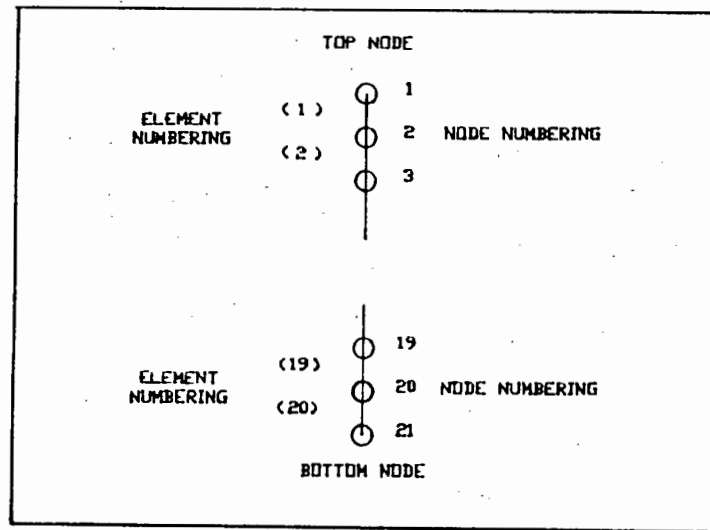 TOP NODE
1
ELEMENT
NUMBERING
(1)
2 NODE NUMBERING
(2)
3
19
ELEMENT
NUMBERING
(19)
20 NODE NUMBERING
(20)
21
BOTTOM NODE